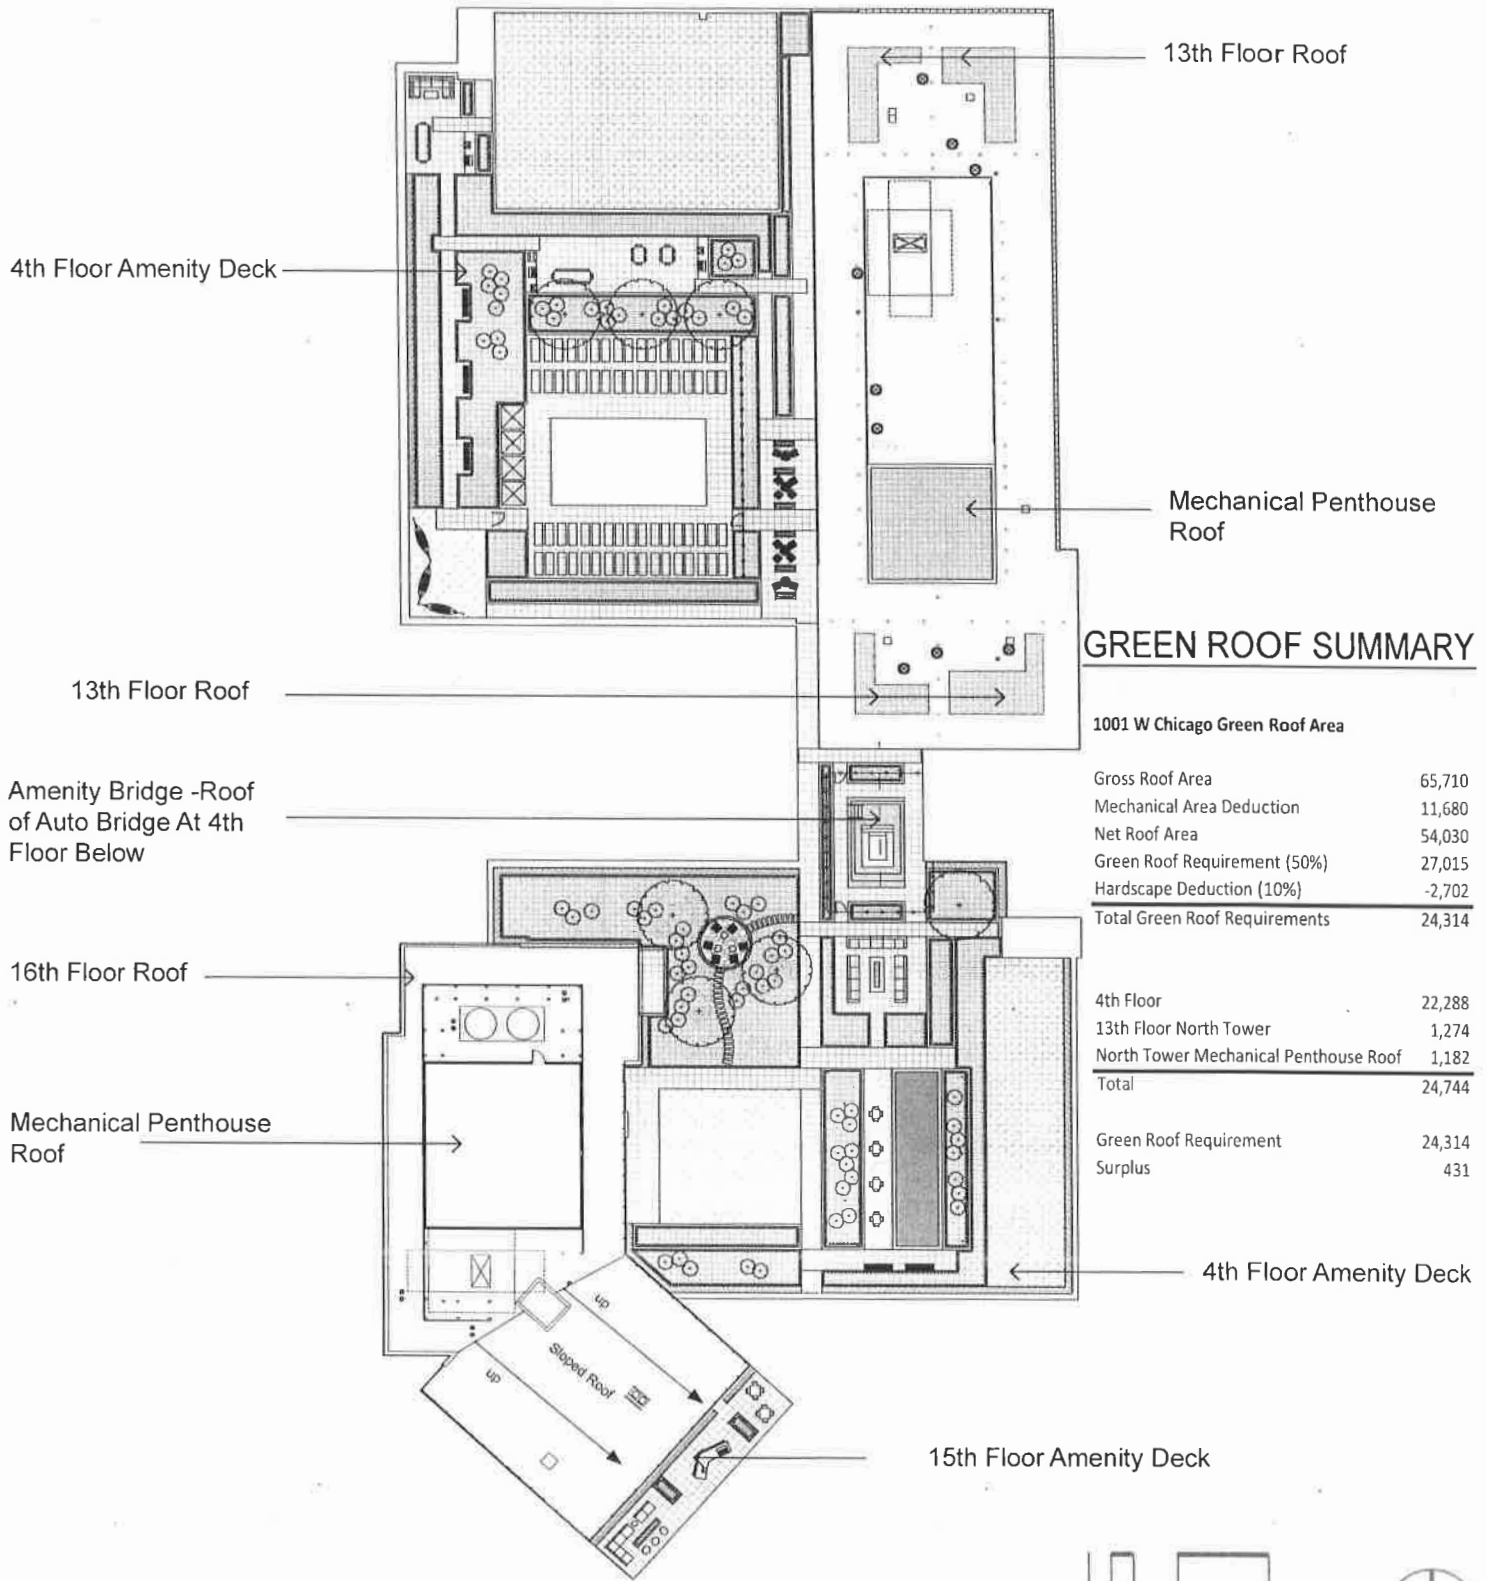 13th Floor Roof
4th Floor Amenity Deck
Mechanical Penthouse
Roof
GREEN ROOF SUMMARY
13th Floor Roof
1001 W Chicago Green Roof Area
Amenity Bridge -Roof
of Auto Bridge At 4th
Floor Below
Gross Roof Area 65,710
Mechanical Area Deduction 11,680
Net Roof Area 54,030
Green Roof Requirement (50%) 27,015
Hardscape Deduction (10%) -2,702
Total Green Roof Requirements 24,314
16th Floor Roof
4th Floor 22,288
13th Floor North Tower 1,274
North Tower Mechanical Penthouse Roof 1,182
Total 24,744
Mechanical Penthouse
Roof
Green Roof Requirement 24,314
Surplus 431
4th Floor Amenity Deck
up
Sloped Roof
up
15th Floor Amenity Deck